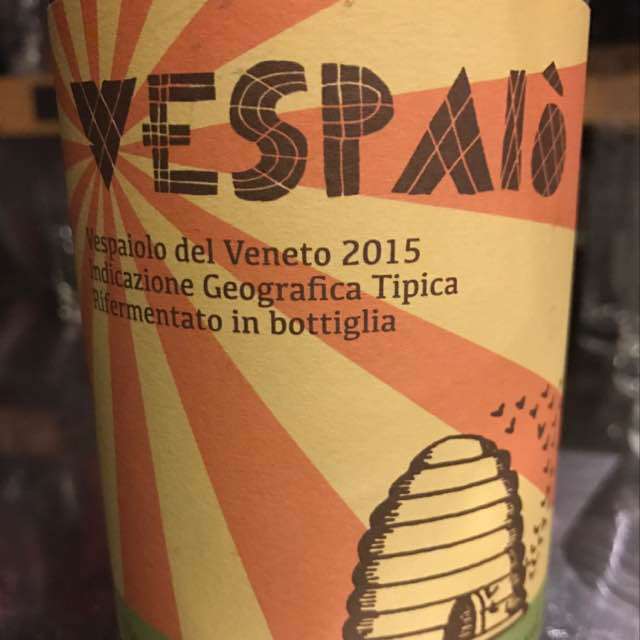 VESPAIÒ
Vespaiolo del Veneto 2015
Indicazione Geografica Tipica
Rifermentato in bottiglia